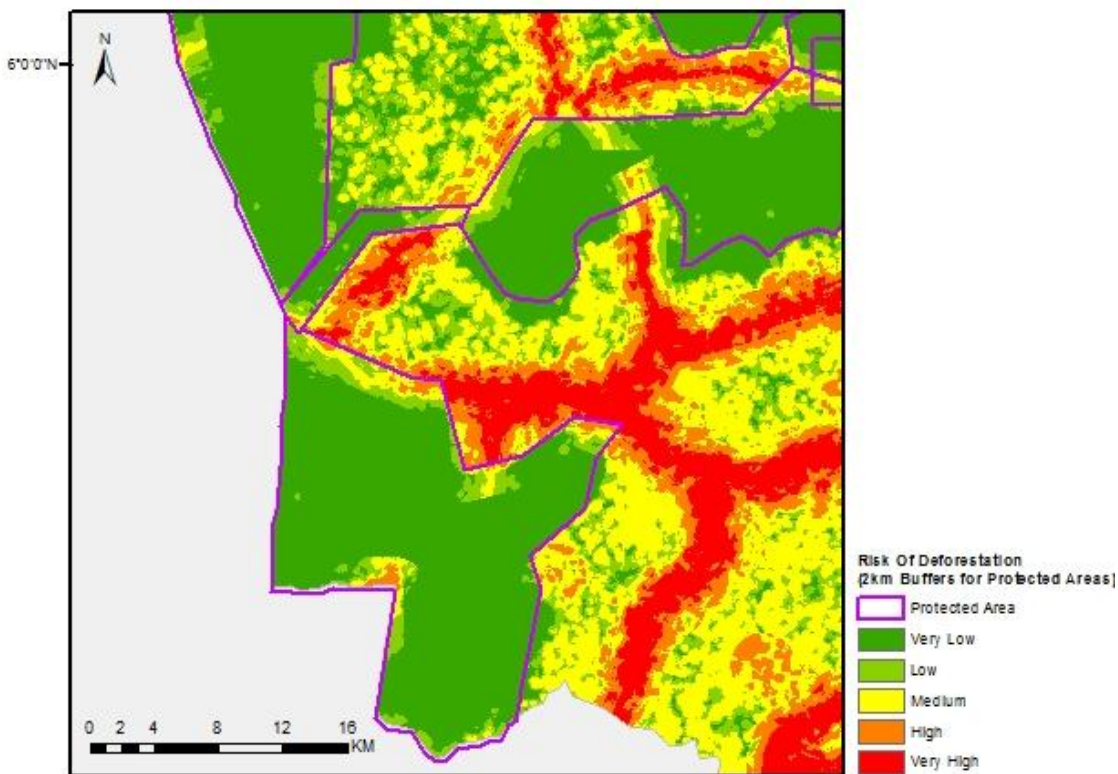 N
6°0'0"N
0 2 4 8 12 16
KM
Risk Of Deforestation
(2km Buffers for Protected Areas)
Protected Area
Very Low
Low
Medium
High
Very High